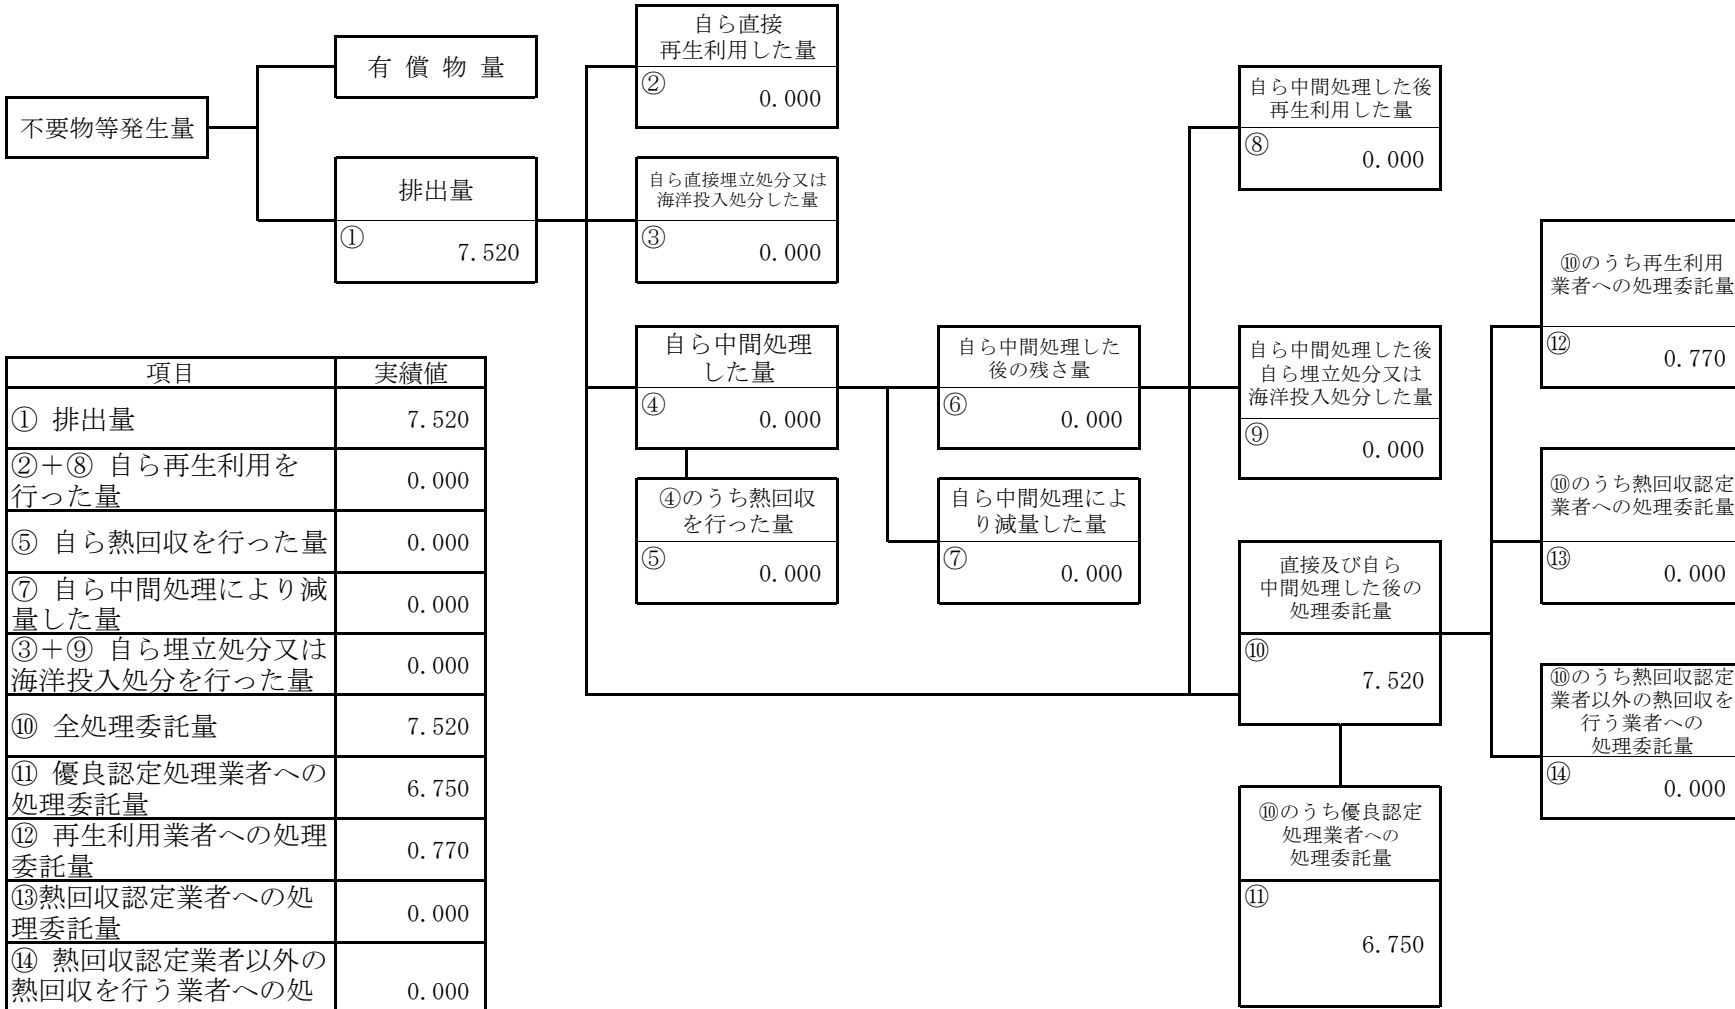 不要物等発生量
有 償 物 量
排出量
①
7.520
自ら直接
再生利用した量
②
0.000
自ら直接埋立処分又は
海洋投入処分した量
③
0.000
自ら中間処理
した量
④
0.000
④のうち熱回収
を行った量
⑤
0.000
自ら中間処理した
後の残さ量
⑥
0.000
自ら中間処理によ
り減量した量
⑦
0.000
自ら中間処理した後
再生利用した量
⑧
0.000
自ら中間処理した後
自ら埋立処分又は
海洋投入処分した量
⑨
0.000
直接及び自ら
中間処理した後の
処理委託量
⑩
7.520
⑩のうち優良認定
処理業者への
処理委託量
⑪
6.750
⑩のうち再生利用
業者への処理委託量
⑫
0.770
⑩のうち熱回収認定
業者への処理委託量
⑬
0.000
⑩のうち熱回収認定
業者以外の熱回収を
行う業者への
処理委託量
⑭
0.000
項目 実績値
① 排出量 7.520
②+⑧ 自ら再生利用を
行った量 0.000
⑤ 自ら熱回収を行った量 0.000
⑦ 自ら中間処理により減
量した量 0.000
③+⑨ 自ら埋立処分又は
海洋投入処分を行った量 0.000
⑩ 全処理委託量 7.520
⑪ 優良認定処理業者への
処理委託量 6.750
⑫ 再生利用業者への処理
委託量 0.770
⑬熱回収認定業者への処
理委託量 0.000
⑭ 熱回収認定業者以外の
熱回収を行う業者への処 0.000